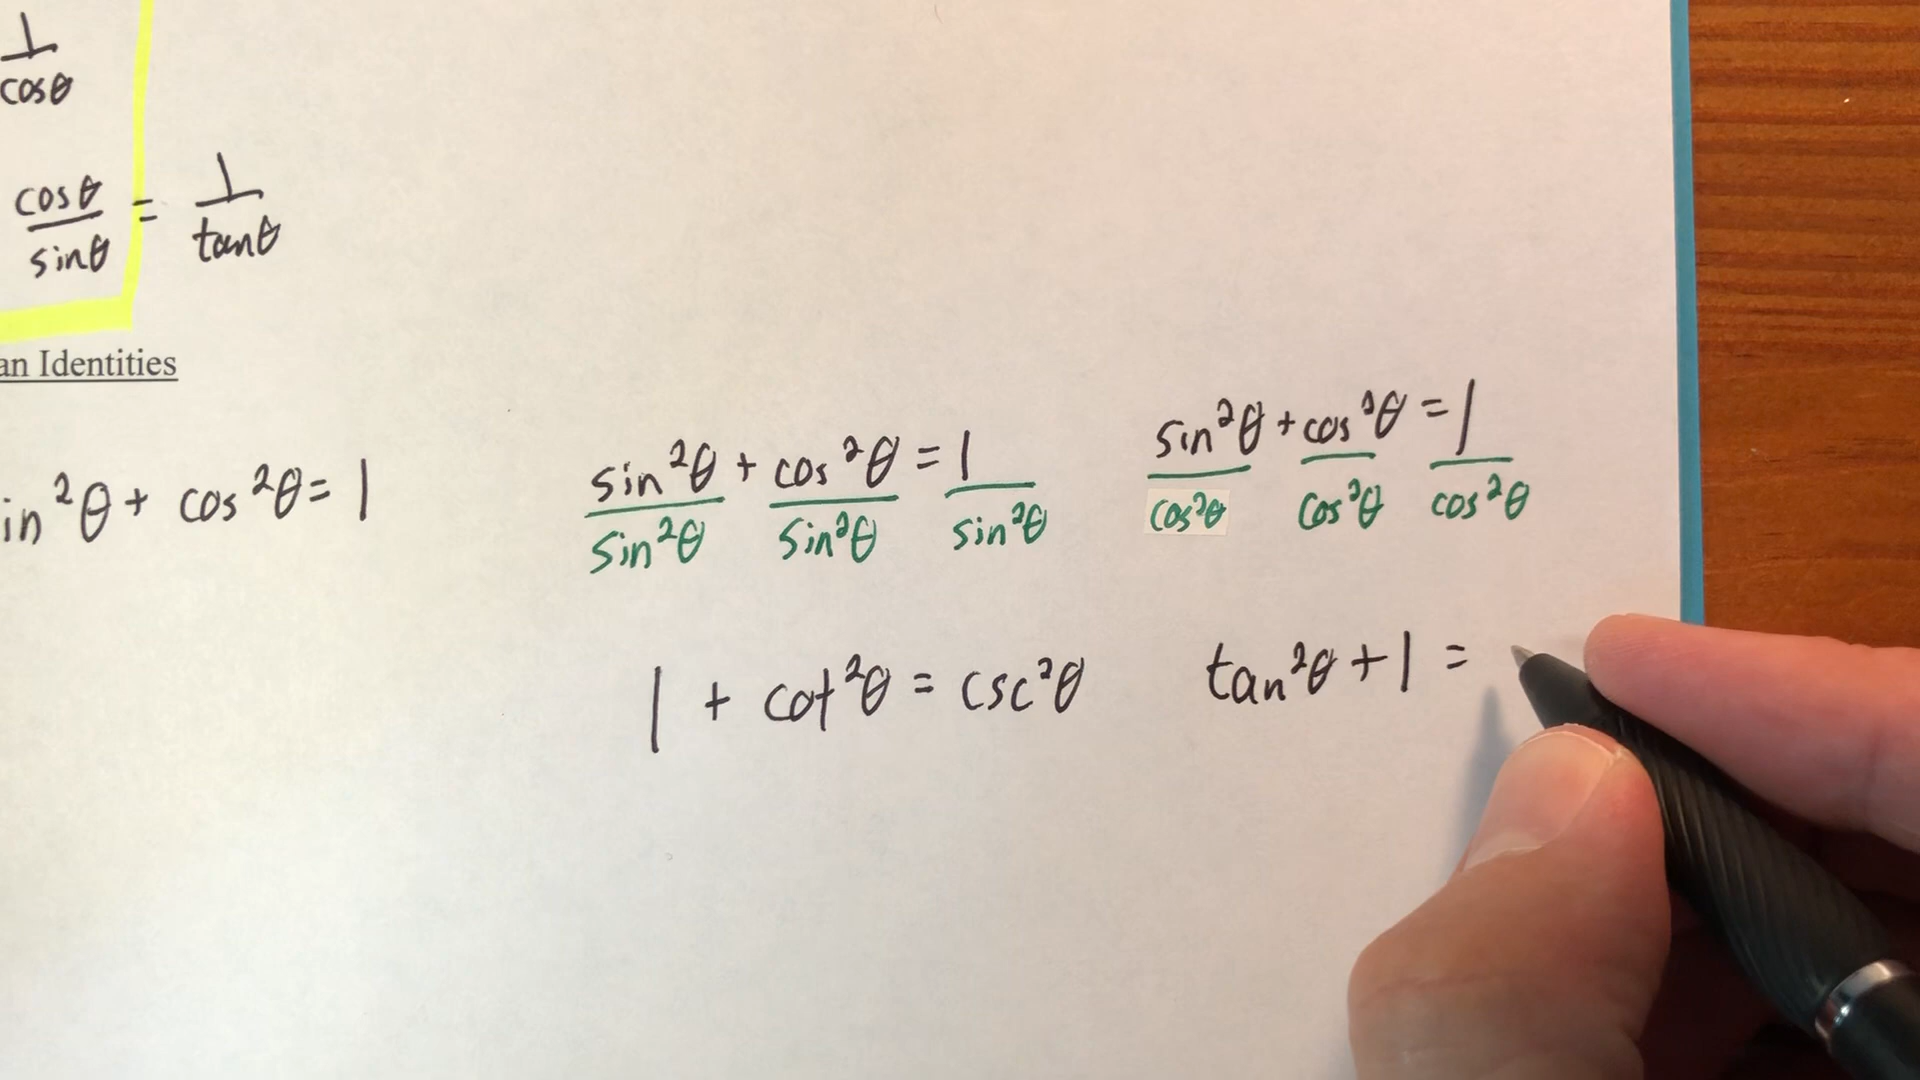 1
cosθ
cosθ/sinθ = 1/tanθ
an Identities
in²θ + cos²θ = 1
sin²θ + cos²θ = 1
sin²θ sin²θ sin²θ
1 + cot²θ = csc²θ
sin²θ + cos²θ = 1
cos²θ cos²θ cos²θ
tan²θ + 1 =